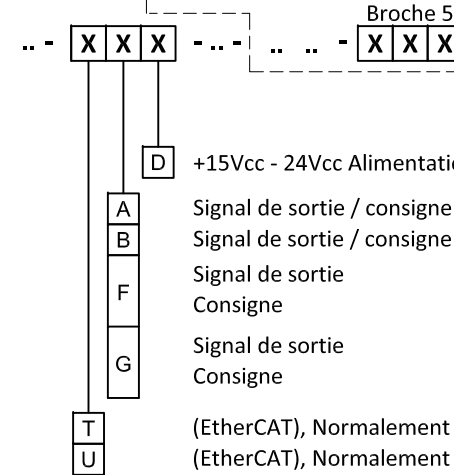 Broche 5
.. - X X X - .. - .. .. - X X X
D +15Vcc - 24Vcc
A Signal de sortie / consigne
B Signal de sortie / consigne
F Signal de sortie
Consigne
G Signal de sortie
Consigne
T (EtherCAT), Normalement
U (EtherCAT), Normalement